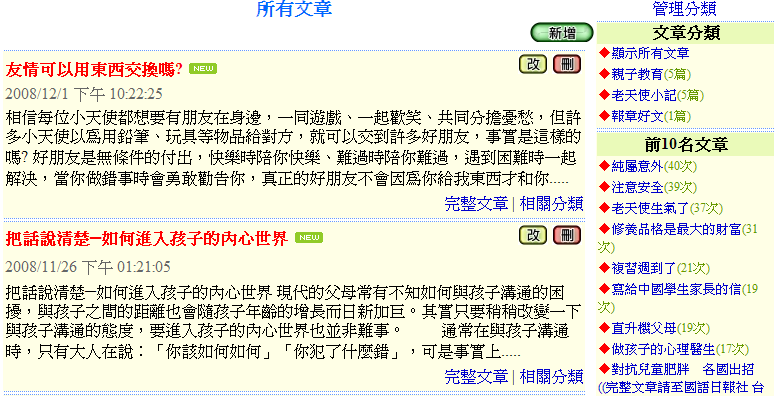 所有文章
新增
友情可以用東西交換嗎? NEW
改 刪
2008/12/1 下午 10:22:25
相信每位小天使都想要有朋友在身邊，一同遊戲、一起歡笑、共同分擔憂愁，但許
多小天使以為用鉛筆、玩具等物品給對方，就可以交到許多好朋友，事實是這樣的
嗎? 好朋友是無條件的付出，快樂時陪你快樂、難過時陪你難過，遇到困難時一起
解決，當你做錯事時會勇敢勸告你，真正的好朋友不會因為你給我東西才和你.....
完整文章 | 相關分類
把話說清楚─如何進入孩子的內心世界 NEW
改 刪
2008/11/26 下午 01:21:05
把話說清楚─如何進入孩子的內心世界 現代的父母常有不知如何與孩子溝通的困
擾，與孩子之間的距離也會隨孩子年齡的增長而日新加巨。其實只要稍稍改變一下
與孩子溝通的態度，要進入孩子的內心世界也並非難事。 通常在與孩子溝通
時，只有大人在說：「你該如何如何」「你犯了什麼錯」，可是事實上.....
完整文章 | 相關分類
管理分類
文章分類
◆顯示所有文章
◆親子教育(5篇)
◆老天使小記(5篇)
◆報章好文(1篇)
前10名文章
◆純屬意外(40次)
◆注意安全(39次)
◆老天使生氣了(37次)
◆修養品格是最大的財富(31
次)
◆複習週到了(21次)
◆寫給中國學生家長的信(19
次)
◆直升機父母(19次)
◆做孩子的心理醫生(17次)
◆對抗兒童肥胖 各國出招
((完整文章請至國語日報社 台